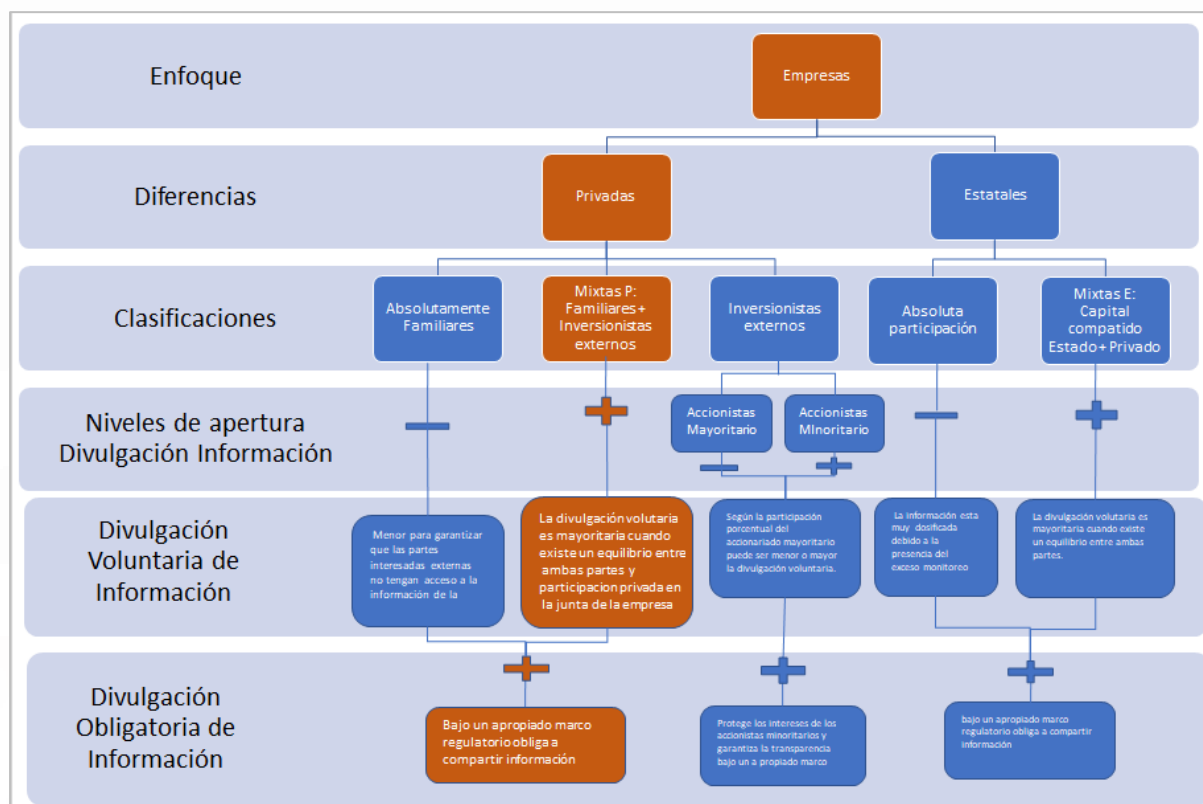 Enfoque
Empresas
Diferencias
Privadas
Estatales
Clasificaciones
Absolutamente
Familiares
Mixtas P:
Familiares+
Inversionistas
externos
Inversionistas
externos
Absoluta
participación
Mixtas E:
Capital
compatido
Estado+ Privado
Niveles de apertura
Divulgación Información
Accionistas
Mayoritario
Accionistas
MInoritario
Divulgación
Voluntaria de
Información
Menor para garantizar
que las partes
interesadas externas
no tengan acceso a la
información de la
La divulgación volutaria
es mayoritaria cuando
existe un equilibrio entre
ambas partes y
participacion privada en
la junta de la empresa
Según la participación
porcentual del
accionariado mayoritario
puede ser menor o mayor
la divulgación voluntaria.
La información esta
muy dosificada
debido a la
presencia del
exceso monitoreo
La divulgación volutaria es
mayoritaria cuando existe
un equilibrio entre ambas
partes.
Divulgación
Obligatoria de
Información
Bajo un apropiado marco
regulatorio obliga a
compartir información
Protege los intereses de los
accionistas minoritarios y
garantiza la transparencia
bajo un a propiado marco
bajo un apropiado marco
regulatorio obliga a compartir
información